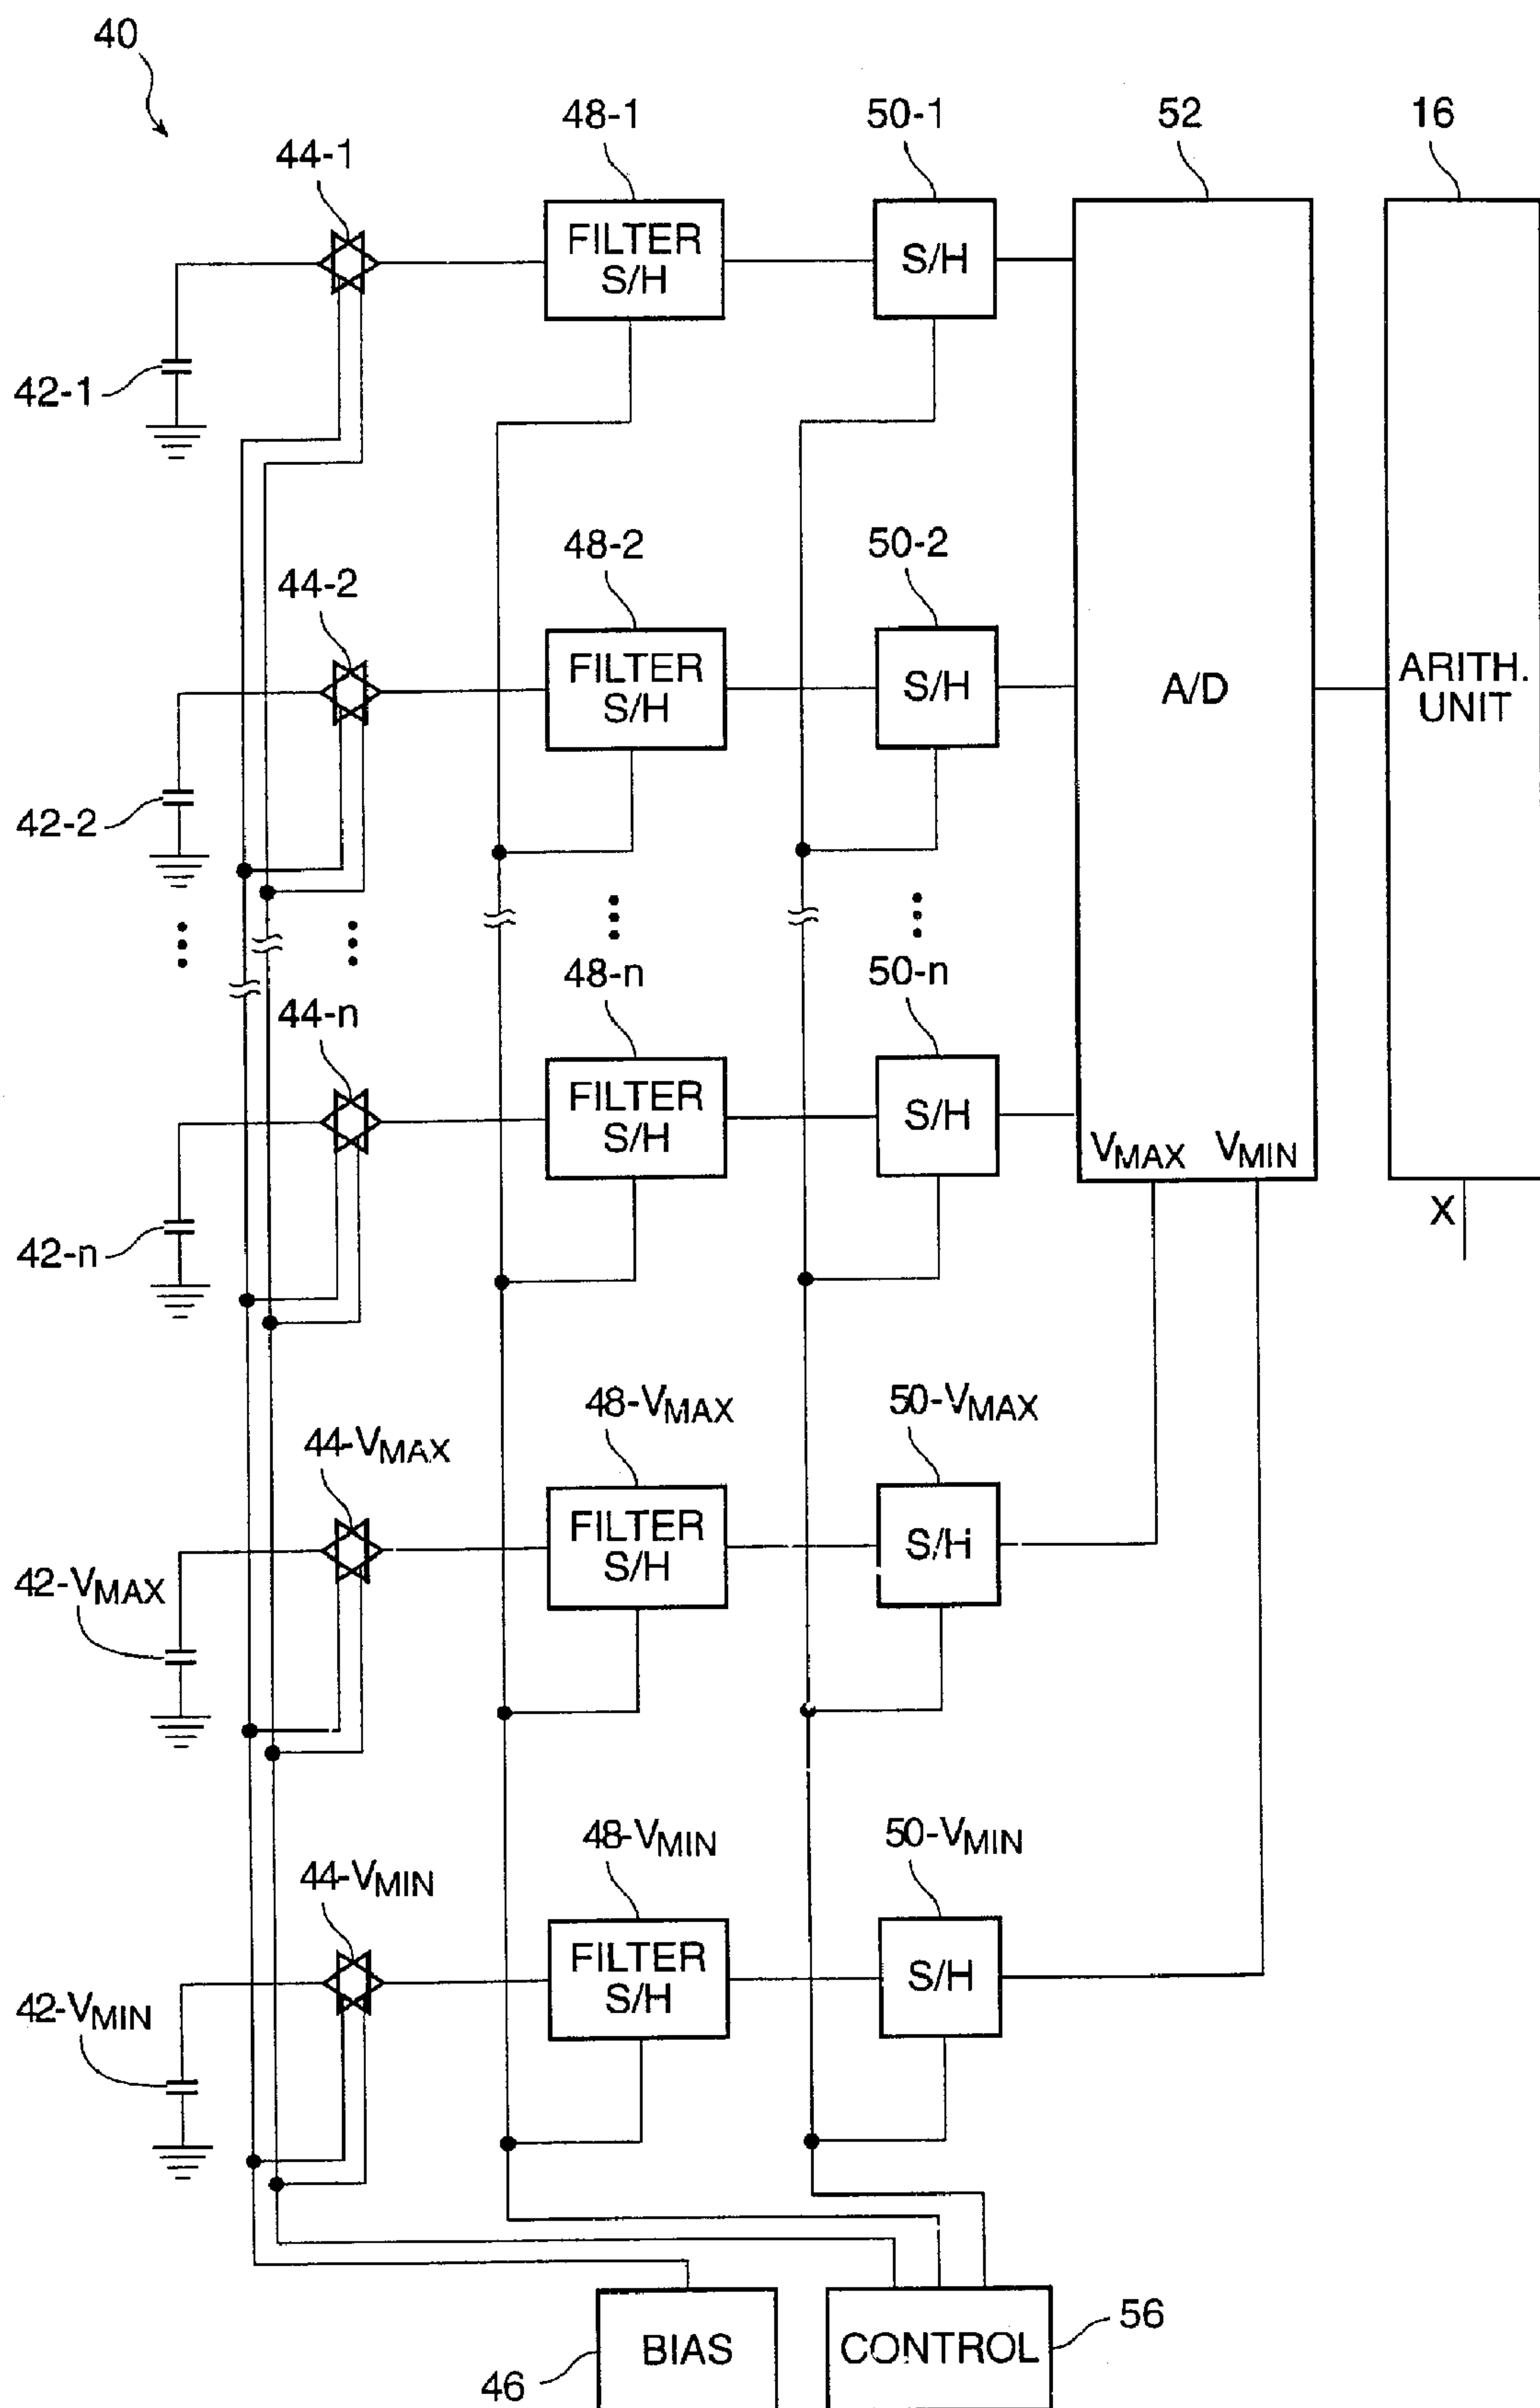 40
48-1
50-1
52
16
44-1
FILTER
S/H
S/H
42-1
48-2
50-2
44-2
FILTER
S/H
S/H
A/D
ARITH.
UNIT
42-2
48-n
50-n
44-n
FILTER
S/H
S/H
VMAX
VMIN
X
42-n
48-VMAX
50-VMAX
44-VMAX
FILTER
S/H
S/H
42-VMAX
48-VMIN
50-VMIN
44-VMIN
FILTER
S/H
S/H
42-VMIN
56
BIAS
CONTROL
46